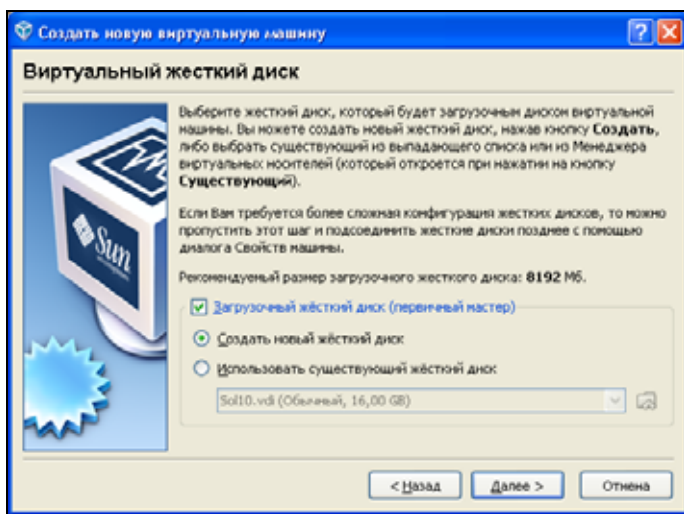 Создать новую виртуальную машину
Виртуальный жесткий диск
Выберите жесткий диск, который будет загрузочным диском виртуальной
машины. Вы можете создать новый жесткий диск, нажав кнопку Создать,
либо выбрать существующий из выпадающего списка или из Менеджера
виртуальных носителей (который откроется при нажатии на кнопку
Существующий).
Если Вам требуется более сложная конфигурация жестких дисков, то можно
пропустить этот шаг и подсоединить жесткие диски позднее с помощью
диалога Свойств машины.
Рекомендуемый размер загрузочного жесткого диска: 8192 Мб.
Загрузочный жёсткий диск (первичный мастер)
Создать новый жёсткий диск
Использовать существующий жёсткий диск
Sol10.vdi (Обычный, 16,00 GB)
Sun
< Назад
Далее >
Отмена